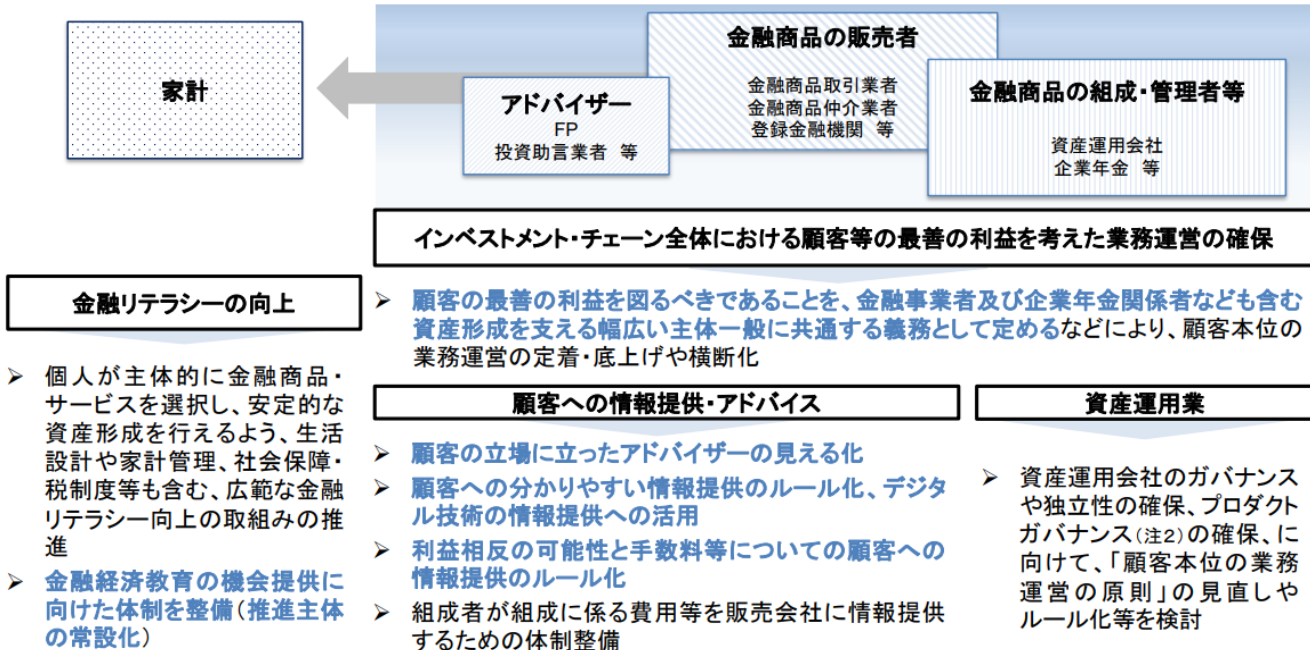 家計
アドバイザー
FP
投資助言業者 等
金融商品の販売者
金融商品取引業者
金融商品仲介業者
登録金融機関 等
金融商品の組成・管理者等
資産運用会社
企業年金 等
インベストメント・チェーン全体における顧客等の最善の利益を考えた業務運営の確保
金融リテラシーの向上
➢ 個人が主体的に金融商品・
サービスを選択し、安定的な
資産形成を行えるよう、生活
設計や家計管理、社会保障・
税制度等も含む、広範な金融
リテラシー向上の取組みの推
進
➢ 金融経済教育の機会提供に
向けた体制を整備(推進主体
の常設化)
➢ 顧客の最善の利益を図るべきであることを、金融事業者及び企業年金関係者なども含む
資産形成を支える幅広い主体一般に共通する義務として定めるなどにより、顧客本位の
業務運営の定着・底上げや横断化
顧客への情報提供・アドバイス
➢ 顧客の立場に立ったアドバイザーの見える化
➢ 顧客への分かりやすい情報提供のルール化、デジタ
ル技術の情報提供への活用
➢ 利益相反の可能性と手数料等についての顧客への
情報提供のルール化
➢ 組成者が組成に係る費用等を販売会社に情報提供
するための体制整備
資産運用業
➢ 資産運用会社のガバナンス
や独立性の確保、プロダクト
ガバナンス(注2)の確保、に
向けて、「顧客本位の業務
運営の原則」の見直しや
ルール化等を検討